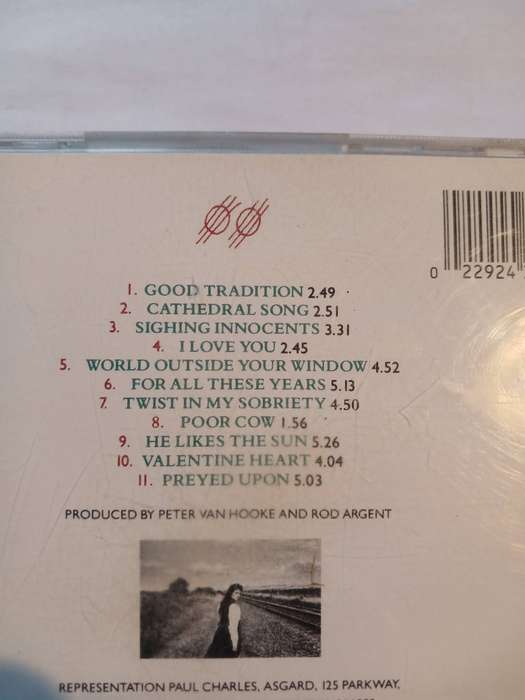 1. GOOD TRADITION 2.49
2. CATHEDRAL SONG 2.51
3. SIGHING INNOCENTS 3.31
4. I LOVE YOU 2.45
5. WORLD OUTSIDE YOUR WINDOW 4.52
6. FOR ALL THESE YEARS 5.13
7. TWIST IN MY SOBRIETY 4.50
8. POOR COW 1.56
9. HE LIKES THE SUN 5.26
10. VALENTINE HEART 4.04
11. PREYED UPON 5.03
0 22924
PRODUCED BY PETER VAN HOOKE AND ROD ARGENT
REPRESENTATION PAUL CHARLES, ASGARD, 125 PARKWAY,